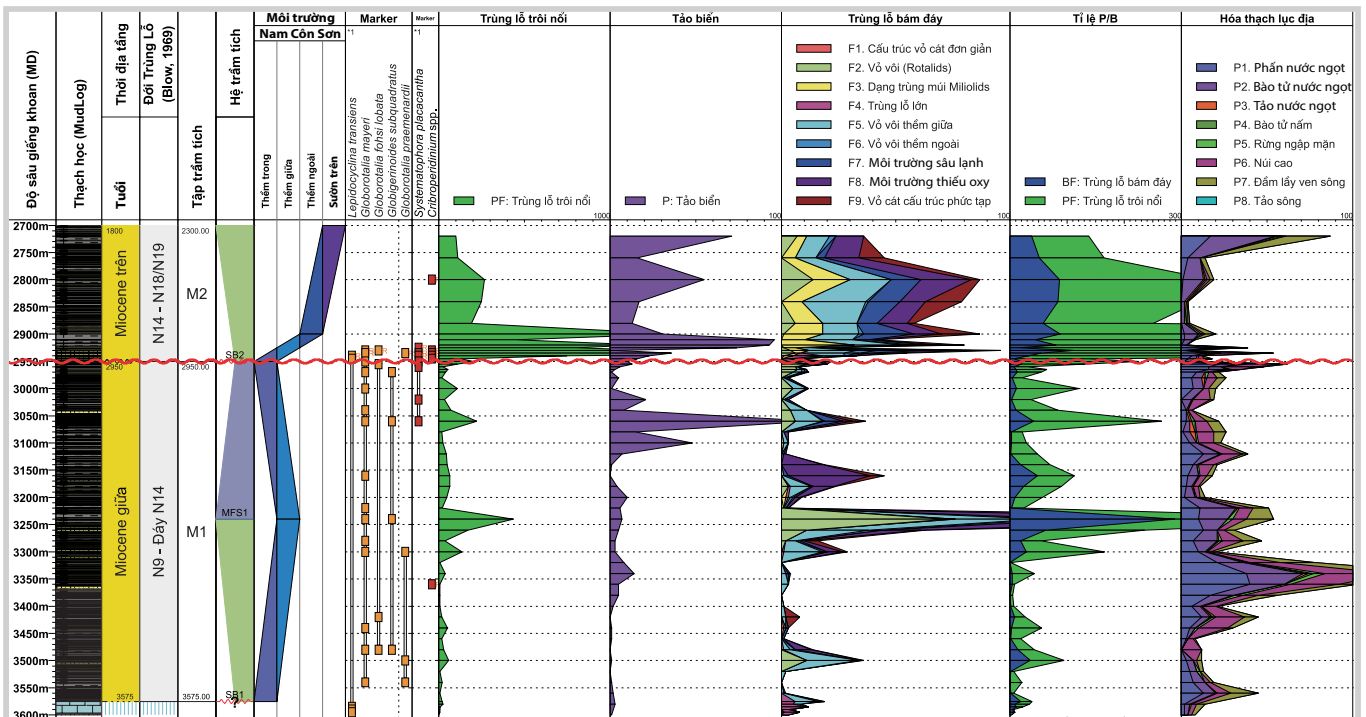 Độ sâu giếng khoan (MD)
Thạch học (MudLog)
Thời địa tầng
Tuổi
Đới Trùng Lỗ
(Blow, 1969)
Tập trầm tích
Hệ trầm tích
Môi trường
Nam Côn Sơn
Thềm trong
Thềm giữa
Thềm ngoài
Sườn trên
Marker
*1
Lepidocyclina transiens
Globorotalia mayeri
Globorotalia fohsi lobata
Globigerinoides subquadratus
Globorotalia praemenardii
Marker
*1
Systematophora placacantha
Cribroperidinium spp.
Trùng lỗ trôi nổi
PF: Trùng lỗ trôi nổi
100
Tảo biển
P: Tảo biển
100
Trùng lỗ bám đáy
F1. Cấu trúc vỏ cát đơn giản
F2. Vỏ vôi (Rotalids)
F3. Dạng trùng múi Miliolids
F4. Trùng lỗ lớn
F5. Vỏ vôi thềm giữa
F6. Vỏ vôi thềm ngoài
F7. Môi trường sâu lạnh
F8. Môi trường thiếu oxy
F9. Vỏ cát cấu trúc phức tạp
Tỉ lệ P/B
BF: Trùng lỗ bám đáy
PF: Trùng lỗ trôi nổi
300
Hóa thạch lục địa
P1. Phấn nước ngọt
P2. Bào tử nước ngọt
P3. Tảo nước ngọt
P4. Bào tử nấm
P5. Rừng ngập mặn
P6. Núi cao
P7. Đầm lầy ven sông
P8. Tảo sông
100
2700m
2750m
2800m
2850m
2900m
2950m
3000m
3050m
3100m
3150m
3200m
3250m
3300m
3350m
3400m
3450m
3500m
3550m
3600m
1800
Miocene trên
2950
Miocene giữa
3575
N14 - N18/N19
N9 - Đáy N14
2300.00
M2
2950.00
M1
3575.00
SB2
MFS1
SB1
?